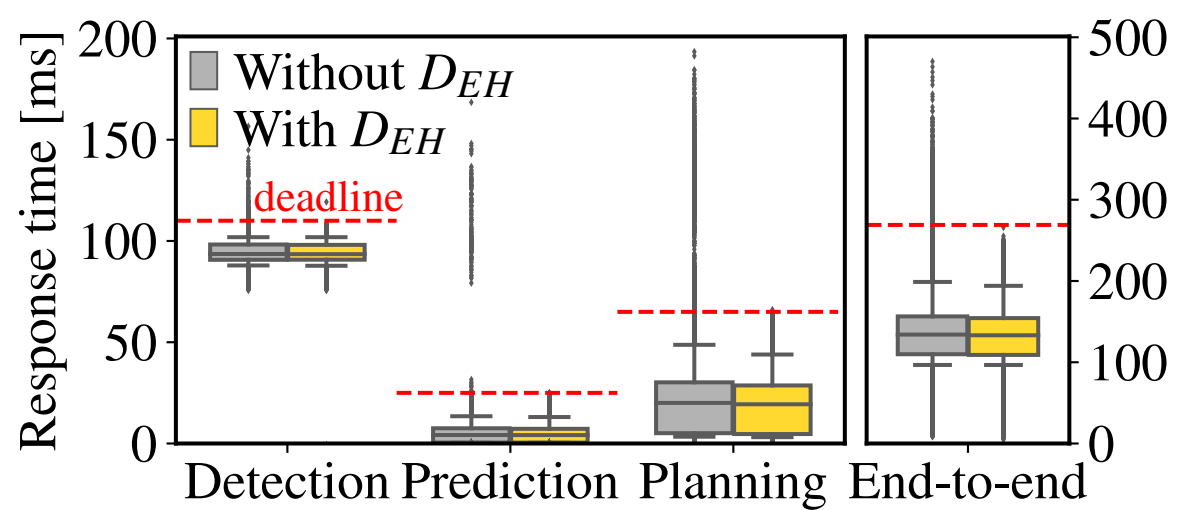 Response time [ms]
200
150
100
50
0
Without D_EH
With D_EH
deadline
500
400
300
200
100
0
Detection Prediction Planning End-to-end